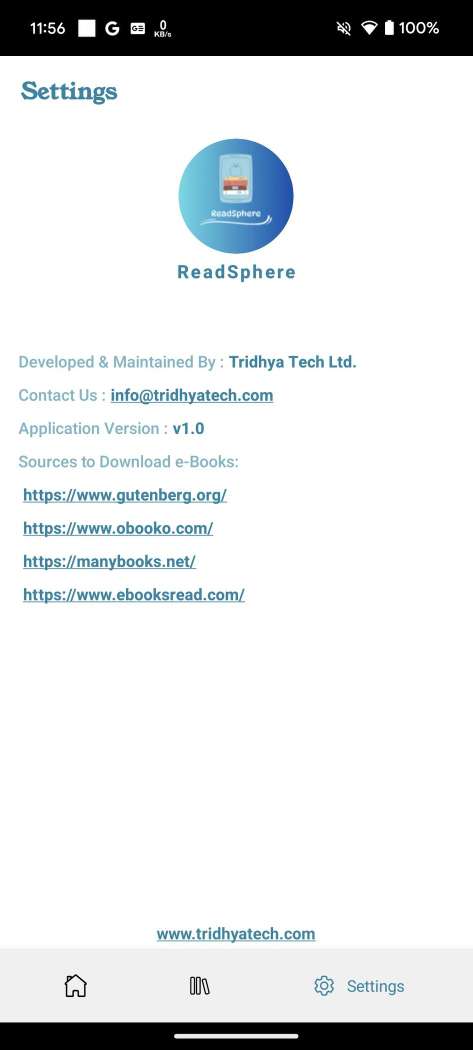 11:56 G GE 0 KB/s 100%
Settings
ReadSphere
ReadSphere
Developed & Maintained By : Tridhya Tech Ltd.
Contact Us : info@tridhyatech.com
Application Version : v1.0
Sources to Download e-Books:
https://www.gutenberg.org/
https://www.obooko.com/
https://manybooks.net/
https://www.ebooksread.com/
www.tridhyatech.com
Settings